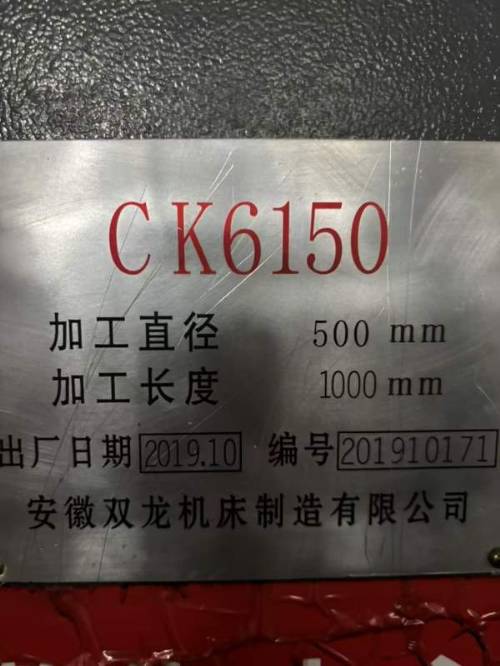 CK6150
加工直径 500 mm
加工长度 1000 mm
出厂日期 2019.10 编号 201910171
安徽双龙机床制造有限公司